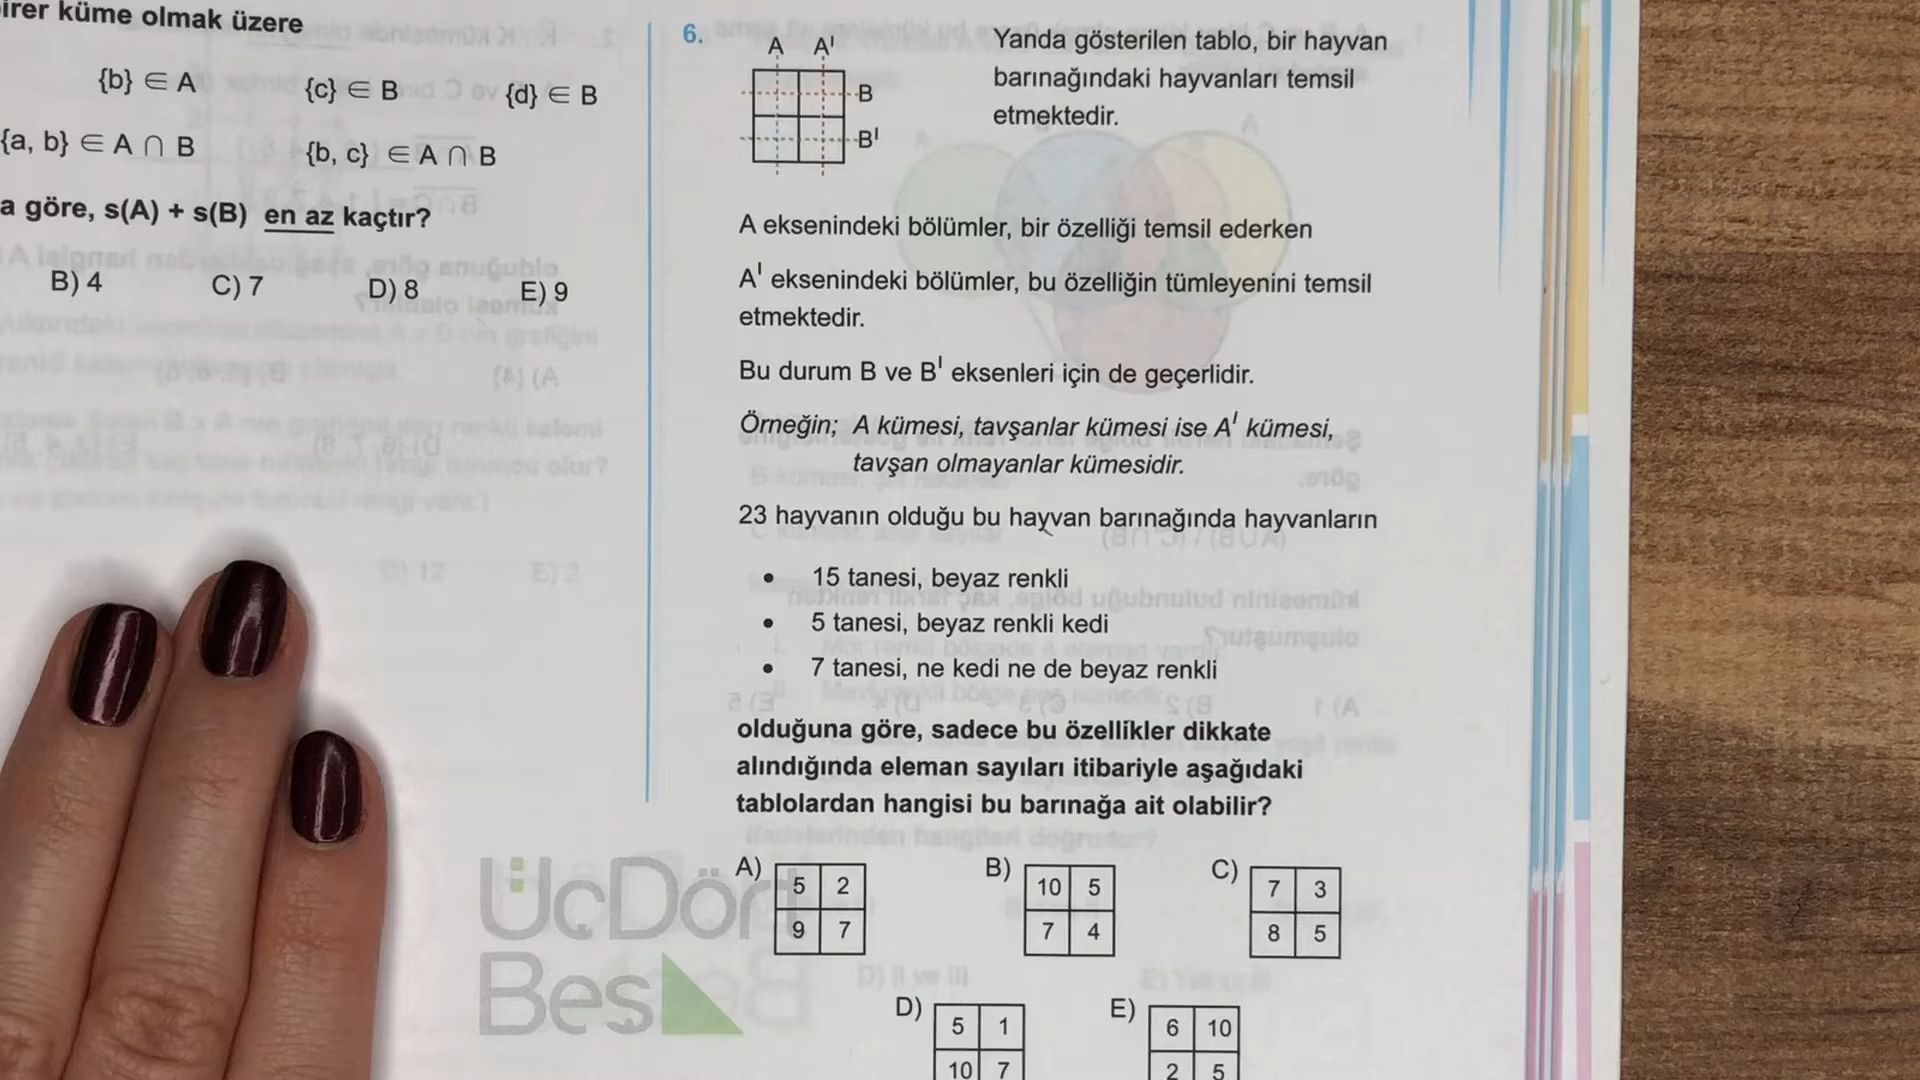 irer küme olmak üzere
{b} ∈ A {c} ∈ B {d} ∈ B
{a, b} ∈ A ∩ B {b, c} ∈ A ∩ B
a göre, s(A) + s(B) en az kaçtır?
B) 4 C) 7 D) 8 E) 9
6.
A A'
B
B'
Yanda gösterilen tablo, bir hayvan
barınağındaki hayvanları temsil
etmektedir.
A eksenindeki bölümler, bir özelliği temsil ederken
A' eksenindeki bölümler, bu özelliğin tümleyenini temsil
etmektedir.
Bu durum B ve B' eksenleri için de geçerlidir.
Örneğin; A kümesi, tavşanlar kümesi ise A' kümesi,
tavşan olmayanlar kümesidir.
23 hayvanın olduğu bu hayvan barınağında hayvanların
• 15 tanesi, beyaz renkli
• 5 tanesi, beyaz renkli kedi
• 7 tanesi, ne kedi ne de beyaz renkli
olduğuna göre, sadece bu özellikler dikkate
alındığında eleman sayıları itibariyle aşağıdaki
tablolardan hangisi bu barınağa ait olabilir?
A) 5 2
9 7
B) 10 5
7 4
C) 7 3
8 5
D) 5 1
10 7
E) 6 10
2 5
ÜçDört
Beş